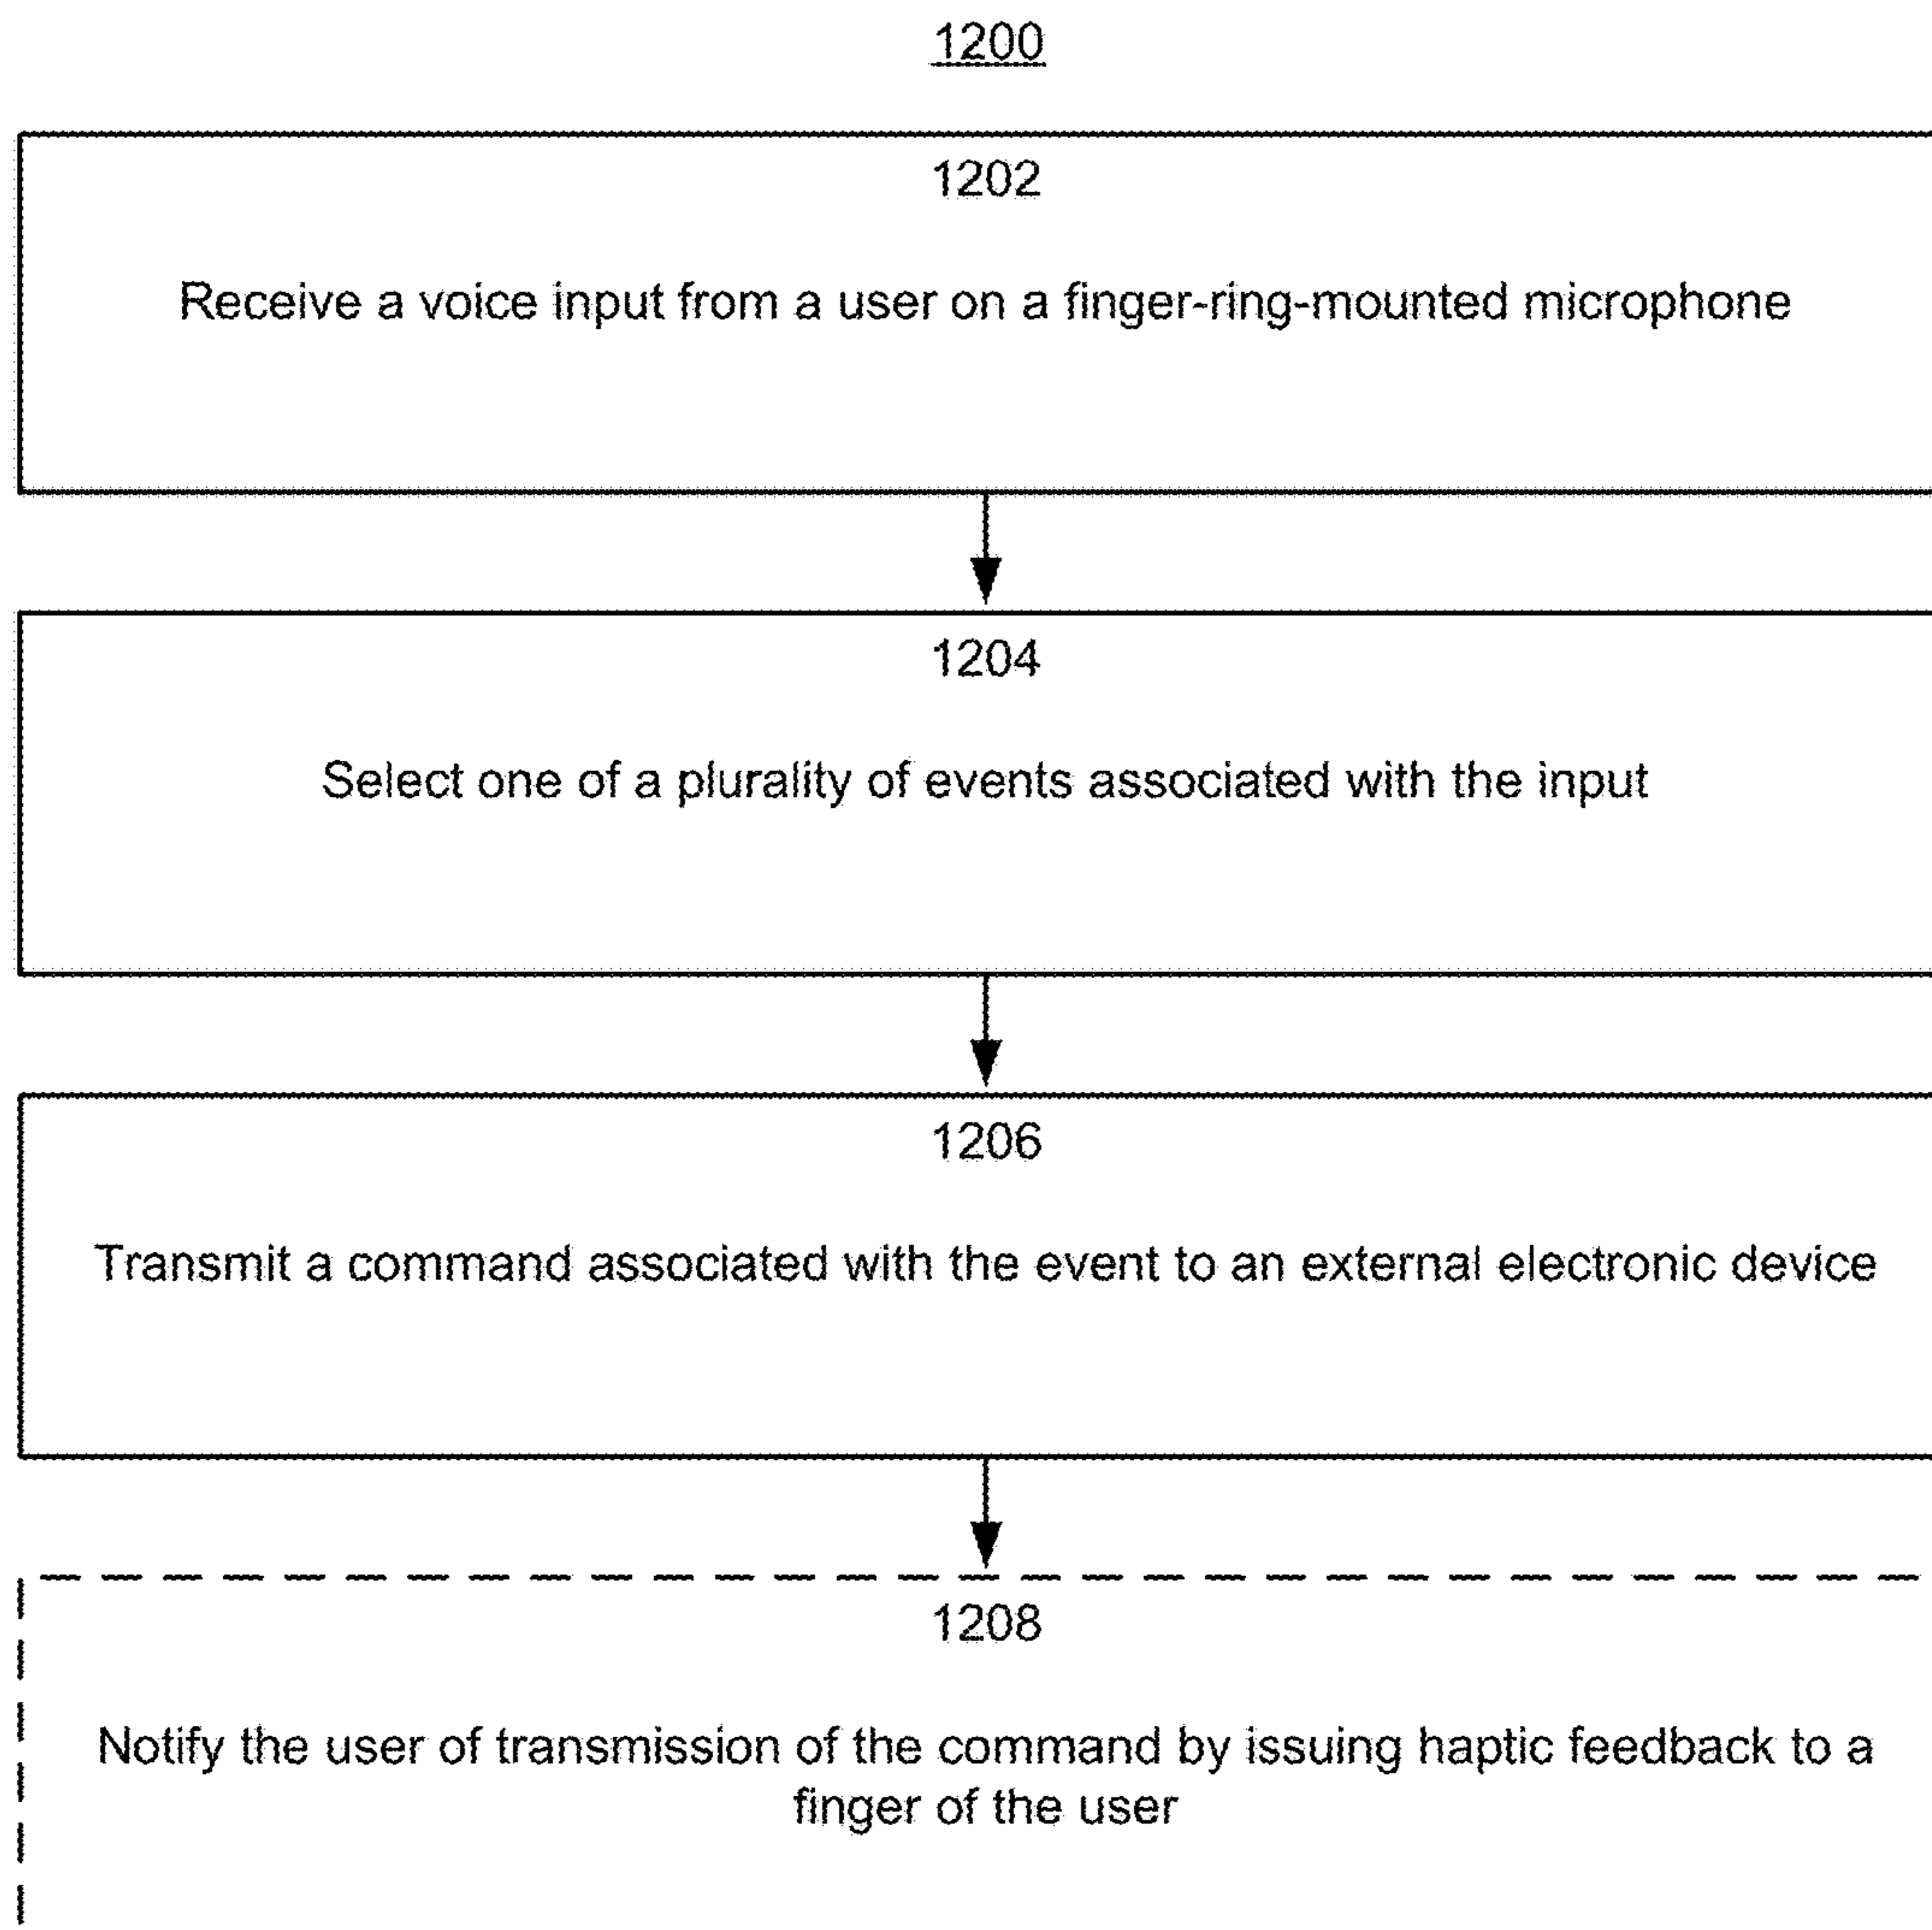 1200
1202
Receive a voice input from a user on a finger-ring-mounted microphone
1204
Select one of a plurality of events associated with the input
1206
Transmit a command associated with the event to an external electronic device
1208
Notify the user of transmission of the command by issuing haptic feedback to a
finger of the user